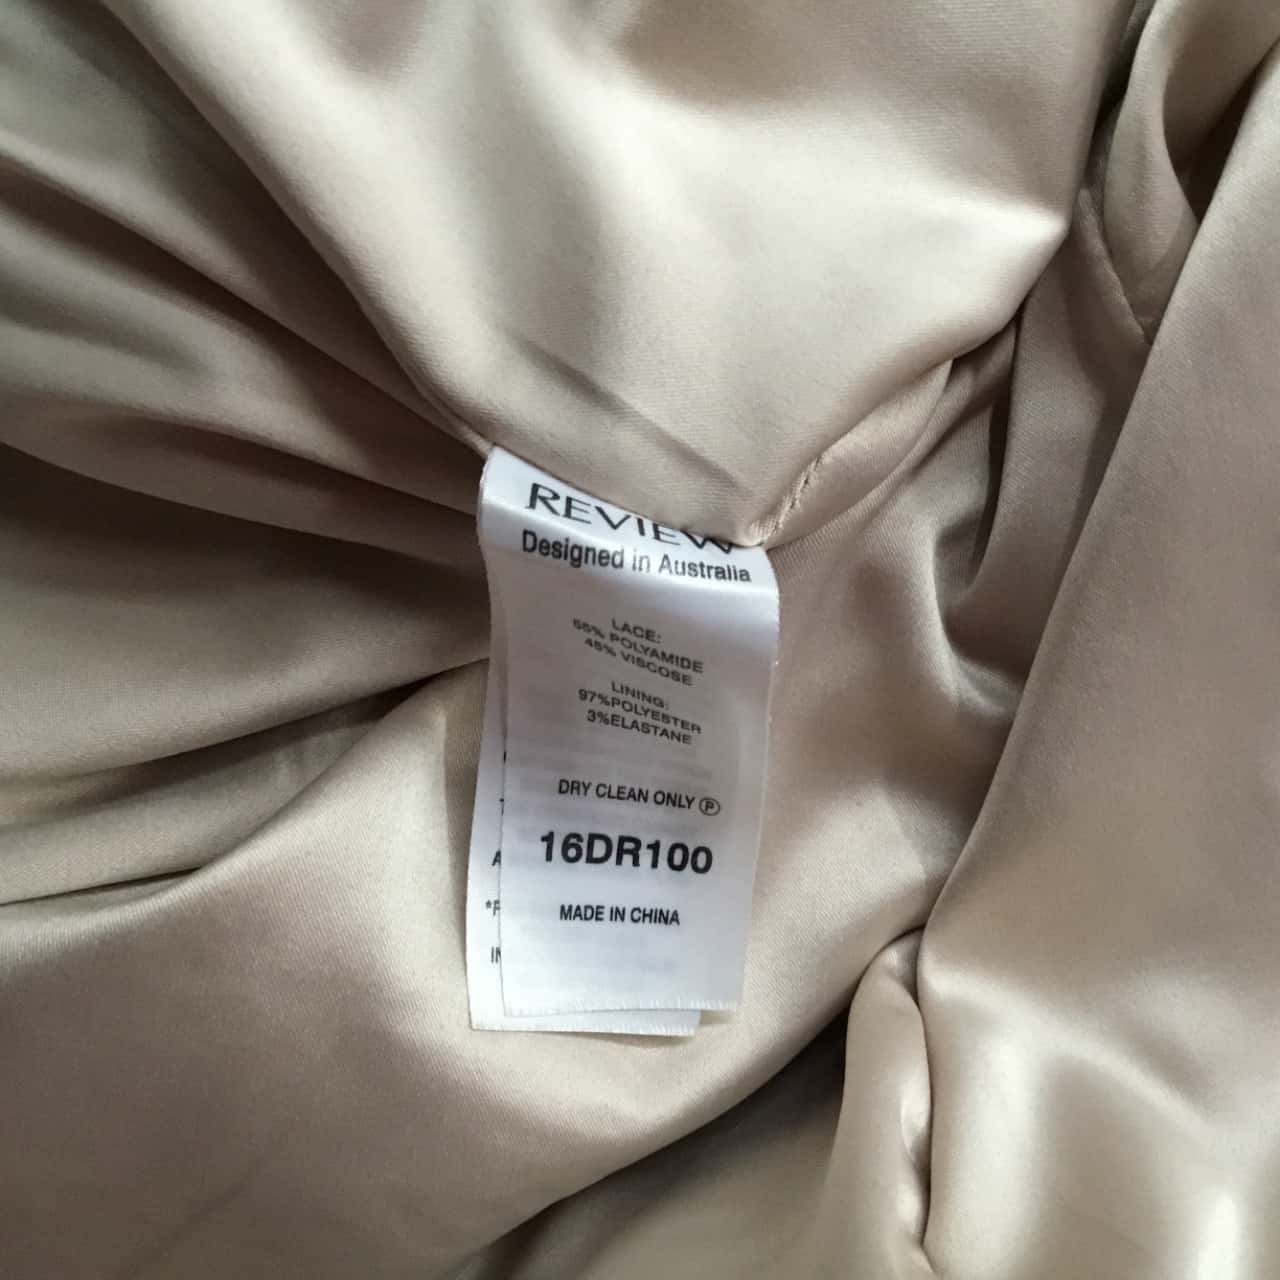 REVIEW
Designed in Australia
LACE:
55% POLYAMIDE
45% VISCOSE
LINING:
97%POLYESTER
3%ELASTANE
DRY CLEAN ONLY Ⓟ
16DR100
MADE IN CHINA